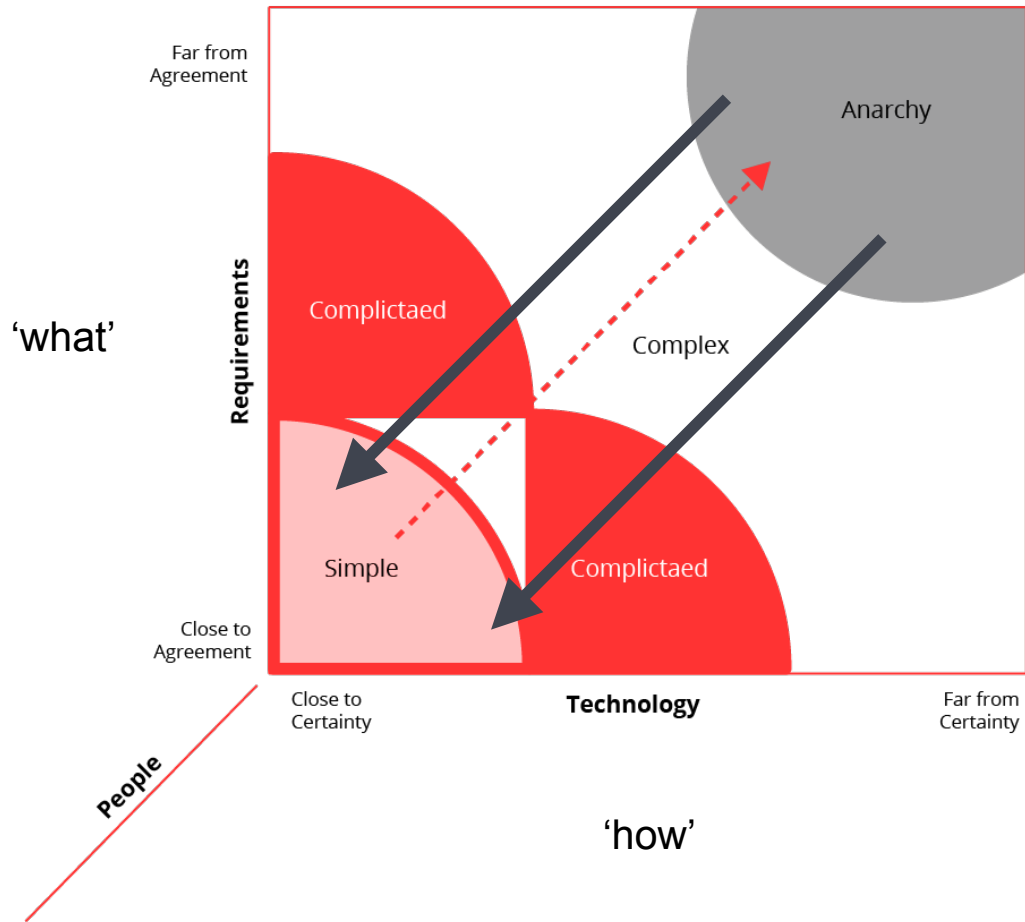 Far from
Agreement
Anarchy
Requirements
Complictaed
‘what’
Complex
Simple
Complictaed
Close to
Agreement
Close to
Certainty
Technology
Far from
Certainty
People
‘how’